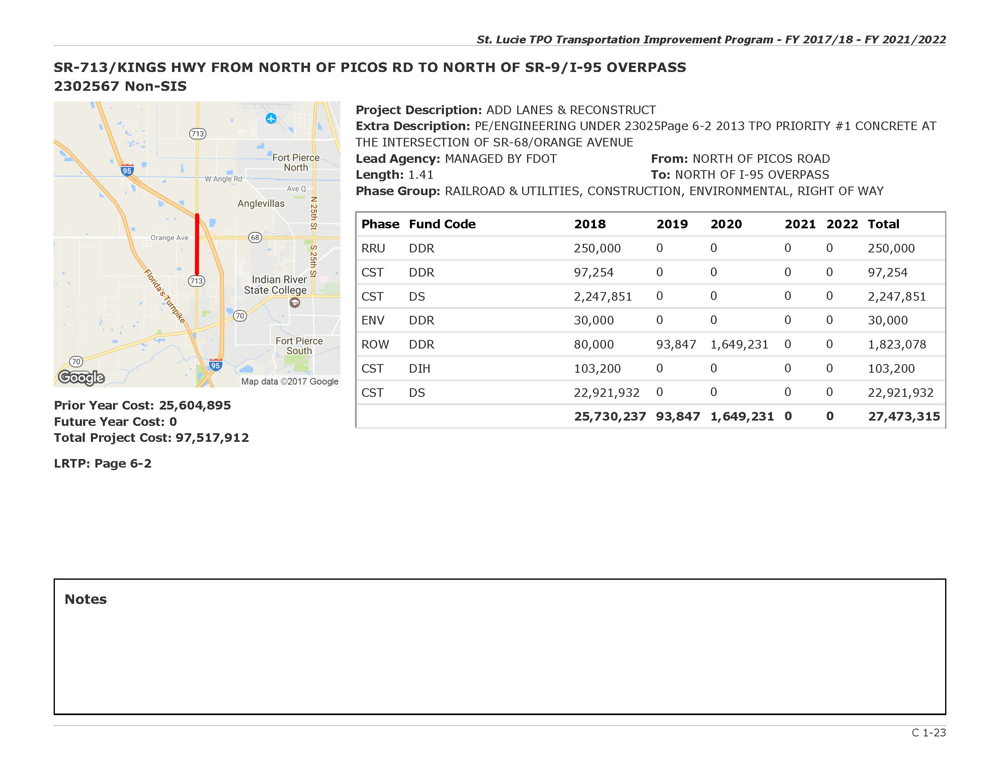 St. Lucie TPO Transportation Improvement Program - FY 2017/18 - FY 2021/2022
SR-713/KINGS HWY FROM NORTH OF PICOS RD TO NORTH OF SR-9/I-95 OVERPASS
2302567 Non-SIS
713
Fort Pierce
North
95
W Angle Rd
Ave Q
Anglevillas
N 25th St
Orange Ave
68
S 25th St
Florida's Turnpike
713
Indian River
State College
70
Fort Pierce
South
70
95
Google
Map data ©2017 Google
Prior Year Cost: 25,604,895
Future Year Cost: 0
Total Project Cost: 97,517,912
LRTP: Page 6-2
Project Description: ADD LANES & RECONSTRUCT
Extra Description: PE/ENGINEERING UNDER 23025Page 6-2 2013 TPO PRIORITY #1 CONCRETE AT
THE INTERSECTION OF SR-68/ORANGE AVENUE
Lead Agency: MANAGED BY FDOT From: NORTH OF PICOS ROAD
Length: 1.41 To: NORTH OF I-95 OVERPASS
Phase Group: RAILROAD & UTILITIES, CONSTRUCTION, ENVIRONMENTAL, RIGHT OF WAY
Phase Fund Code 2018 2019 2020 2021 2022 Total
RRU DDR 250,000 0 0 0 0 250,000
CST DDR 97,254 0 0 0 0 97,254
CST DS 2,247,851 0 0 0 0 2,247,851
ENV DDR 30,000 0 0 0 0 30,000
ROW DDR 80,000 93,847 1,649,231 0 0 1,823,078
CST DIH 103,200 0 0 0 0 103,200
CST DS 22,921,932 0 0 0 0 22,921,932
25,730,237 93,847 1,649,231 0 0 27,473,315
Notes
C 1-23